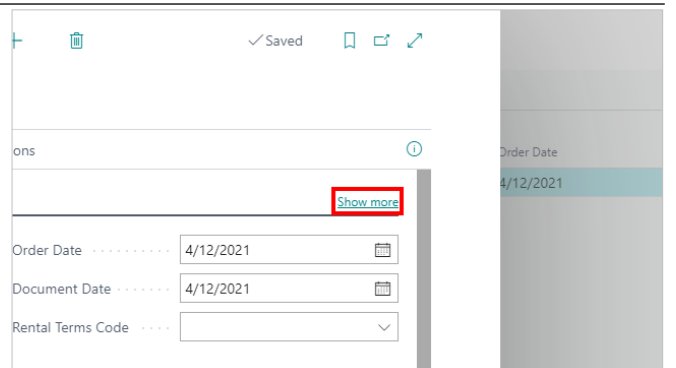 Saved
ons
Order Date
4/12/2021
Show more
Order Date 4/12/2021
Document Date 4/12/2021
Rental Terms Code